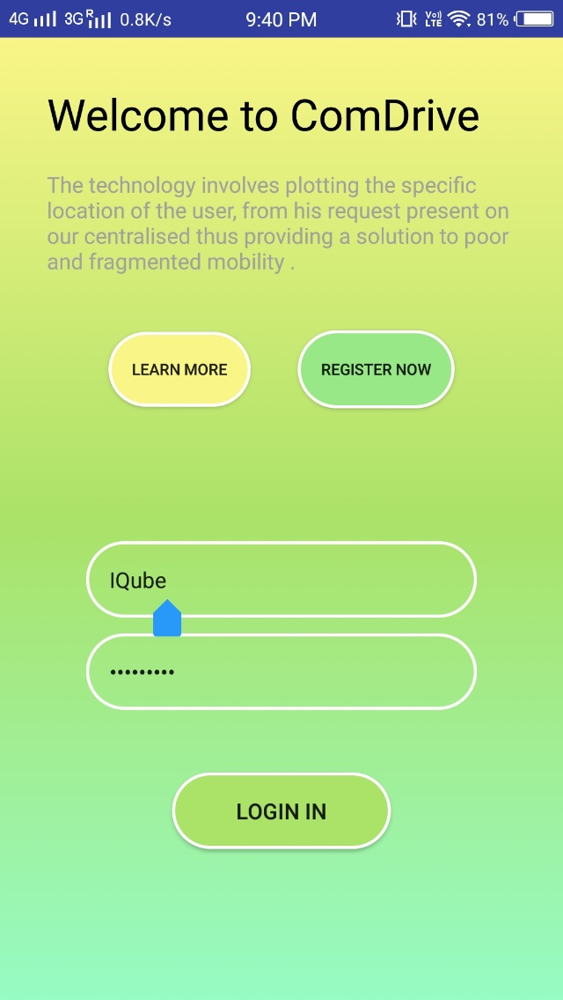 4G 3G R 0.8K/s 9:40 PM Vo)) LTE 81%
Welcome to ComDrive
The technology involves plotting the specific
location of the user, from his request present on
our centralised thus providing a solution to poor
and fragmented mobility .
LEARN MORE REGISTER NOW
IQube
•••••••••
LOGIN IN